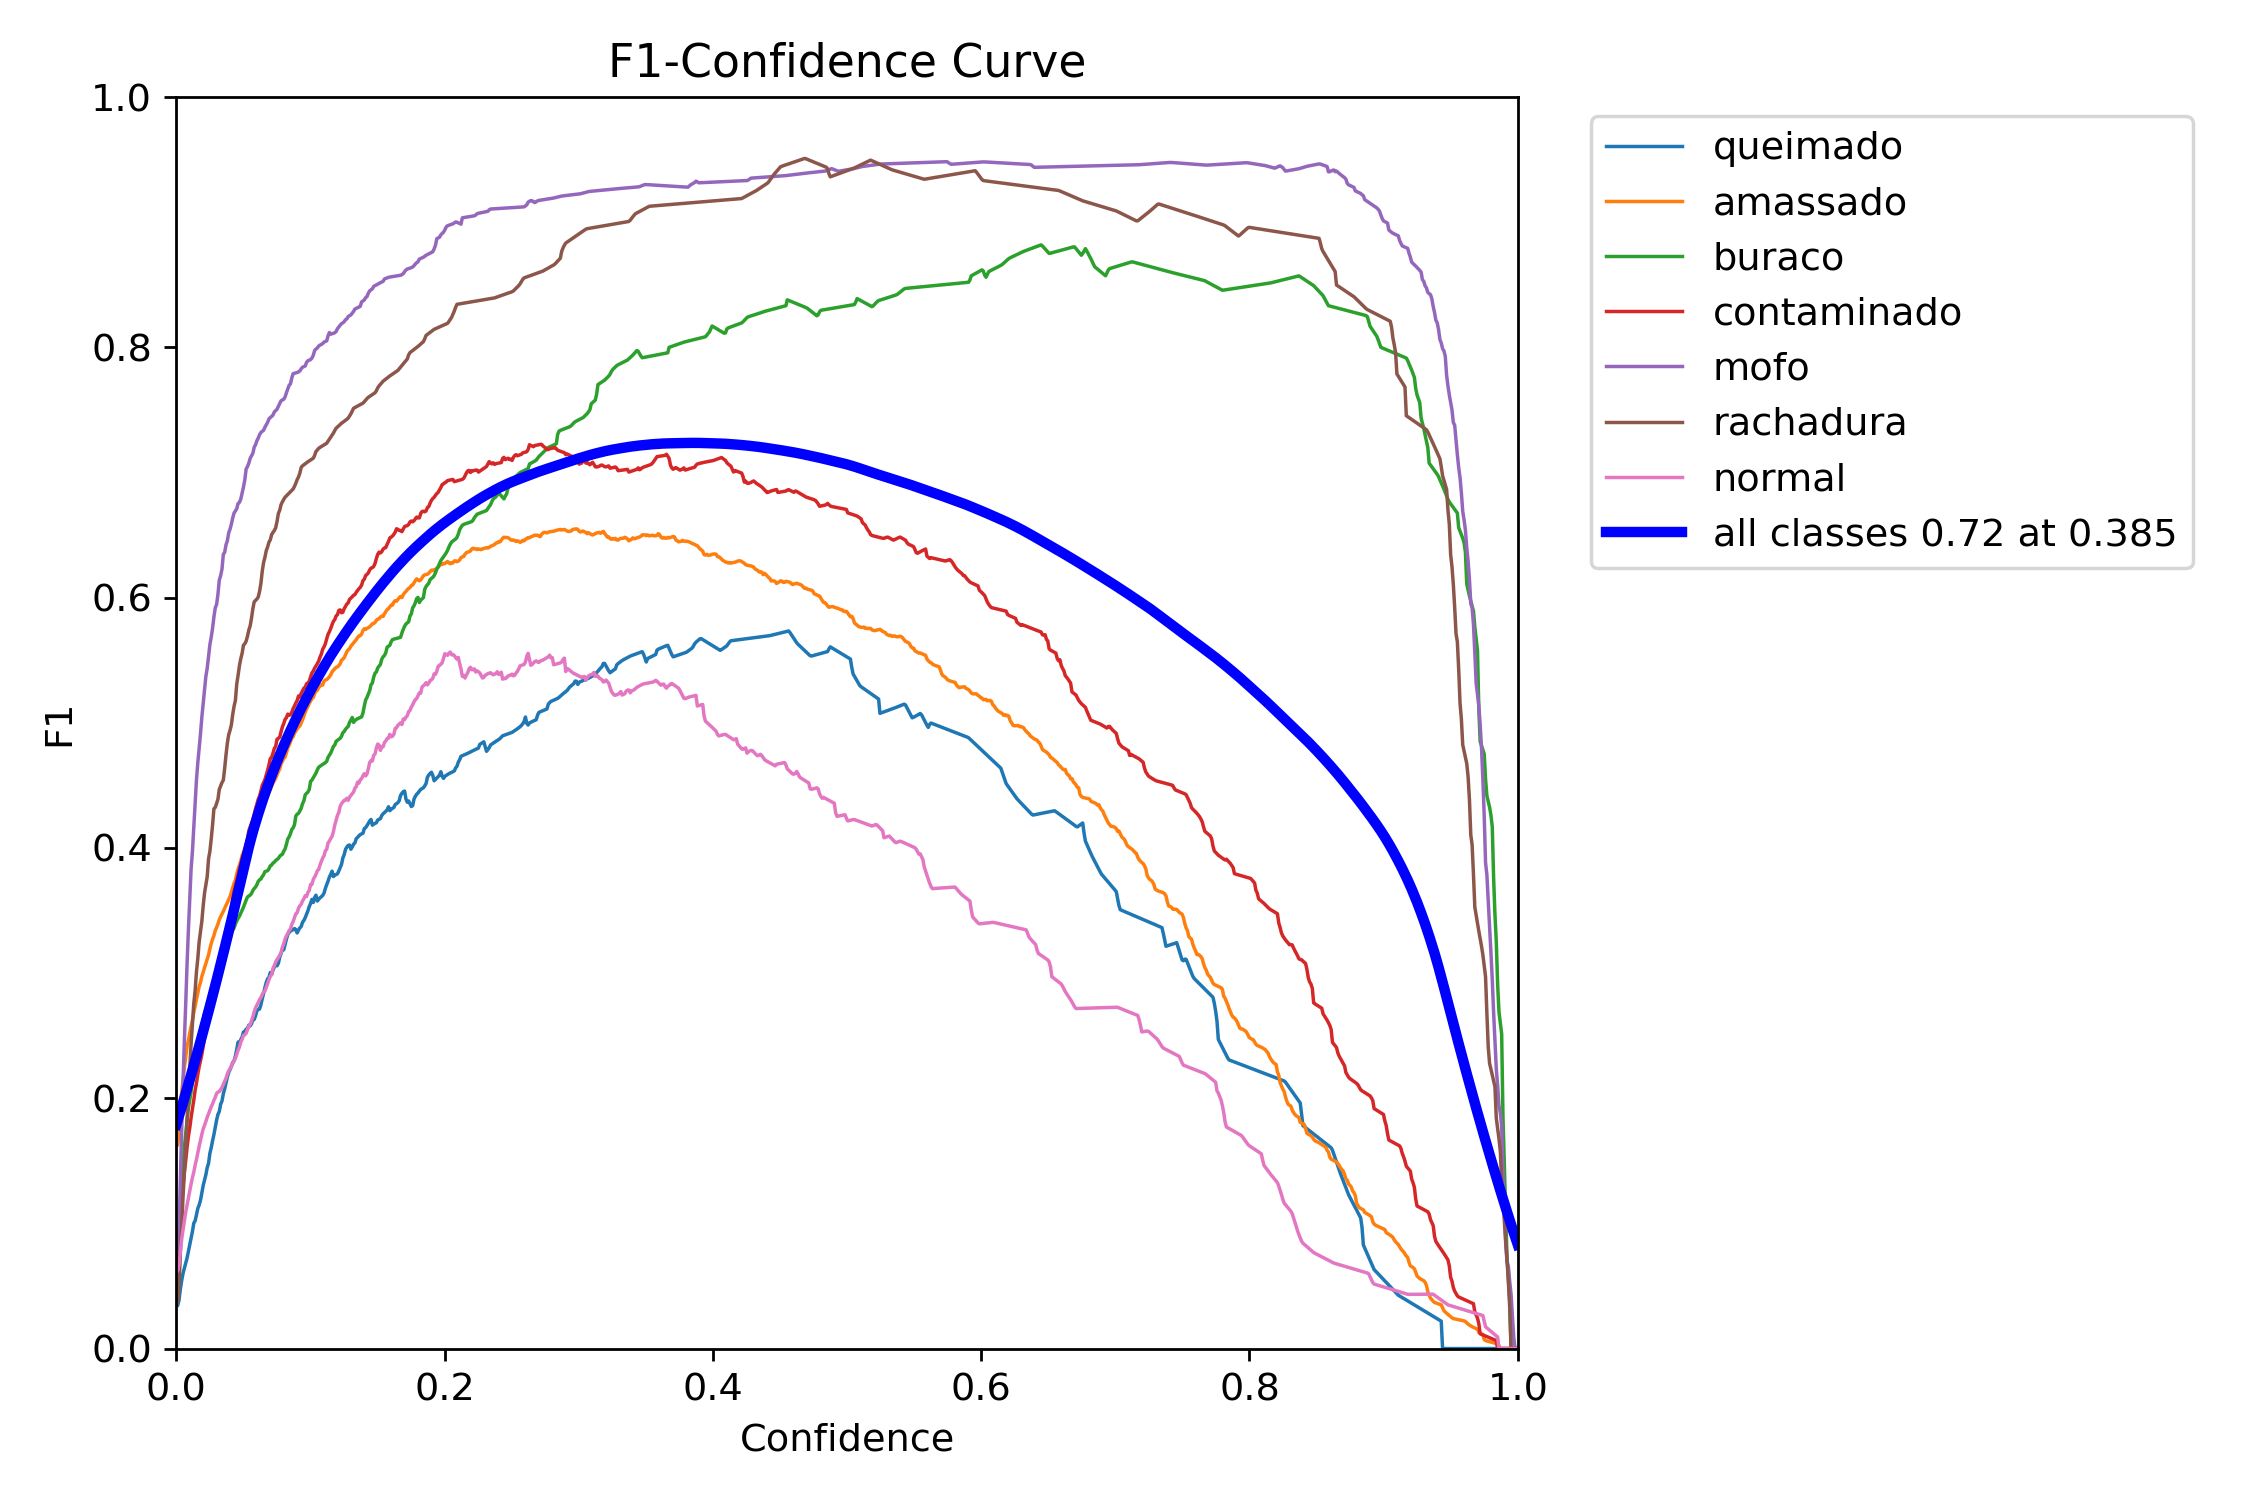 F1-Confidence Curve
1.0
0.8
0.6
0.4
0.2
0.0
F1
0.0 0.2 0.4 0.6 0.8 1.0
Confidence
queimado
amassado
buraco
contaminado
mofo
rachadura
normal
all classes 0.72 at 0.385